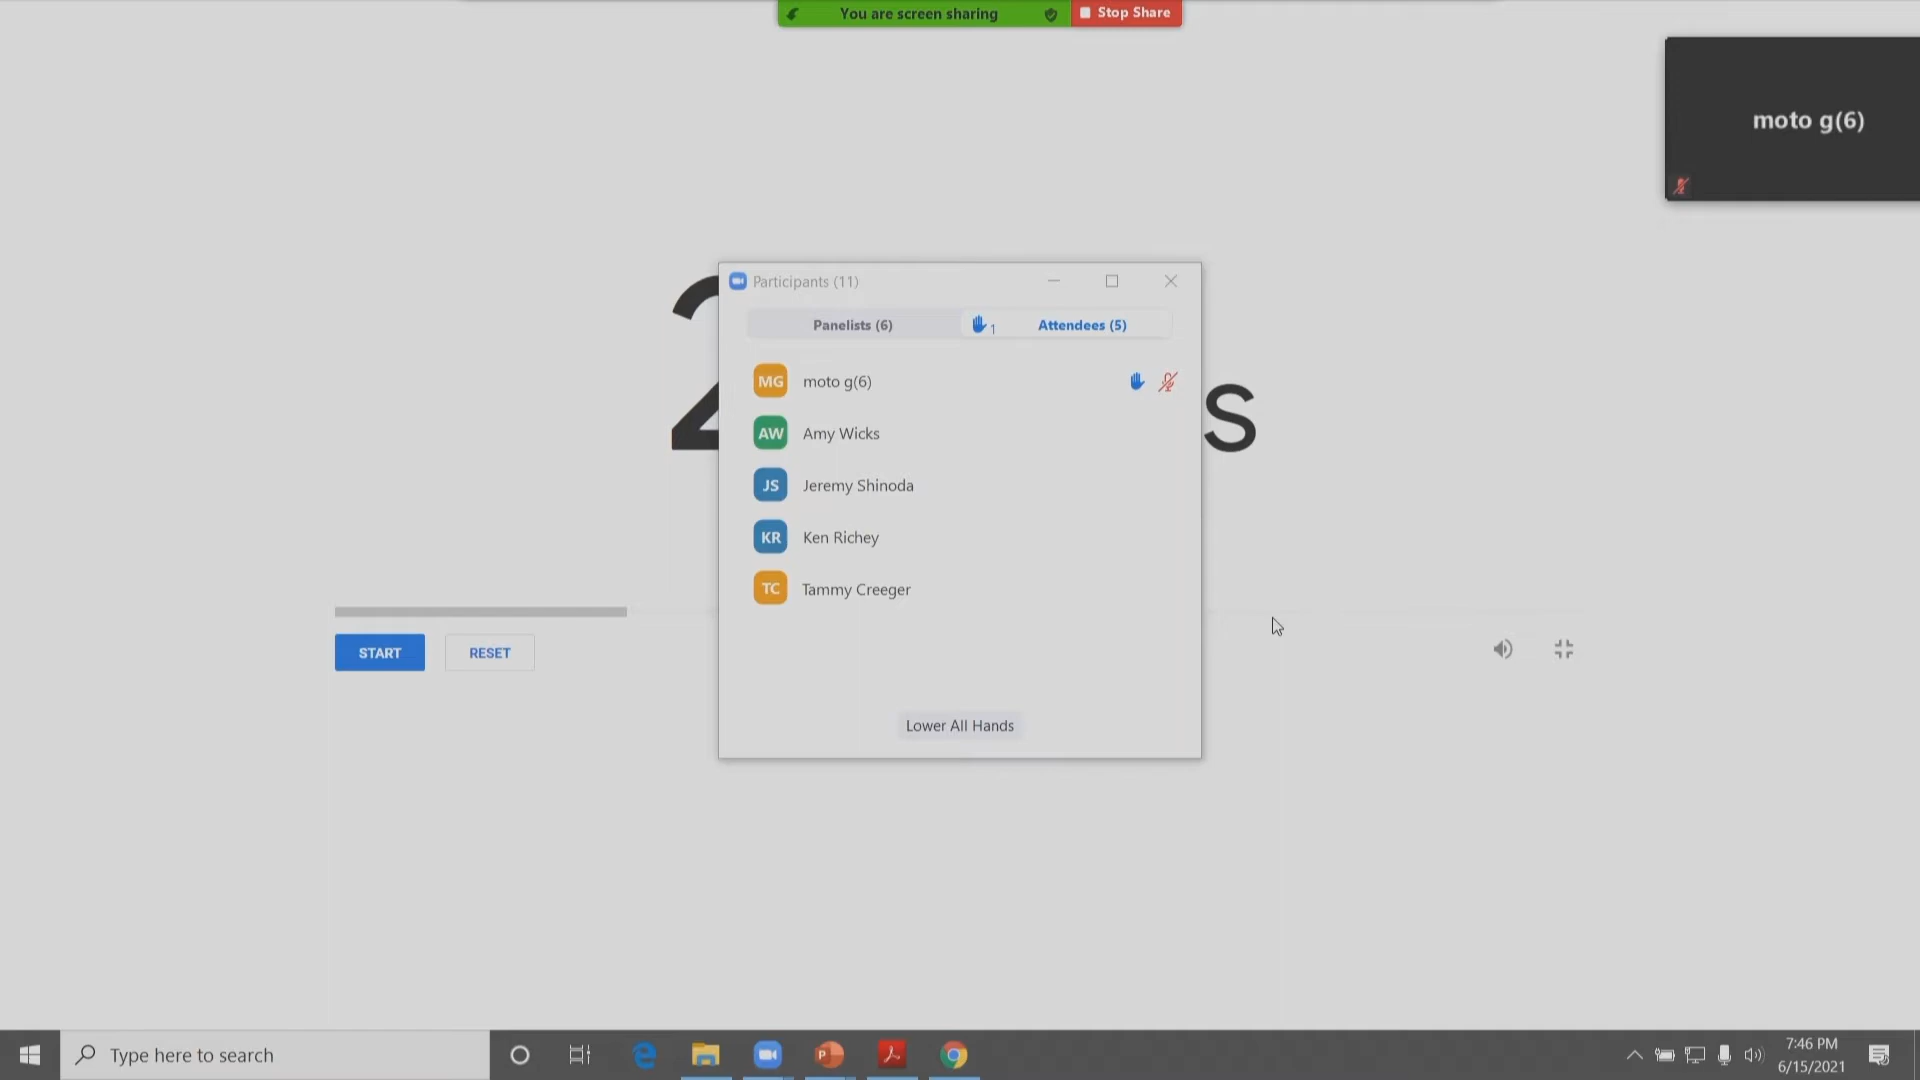 You are screen sharing
Stop Share
moto g(6)
Participants (11)
Panelists (6)
1
Attendees (5)
MG
moto g(6)
AW
Amy Wicks
JS
Jeremy Shinoda
KR
Ken Richey
TC
Tammy Creeger
2
s
START
RESET
Lower All Hands
Type here to search
7:46 PM
6/15/2021